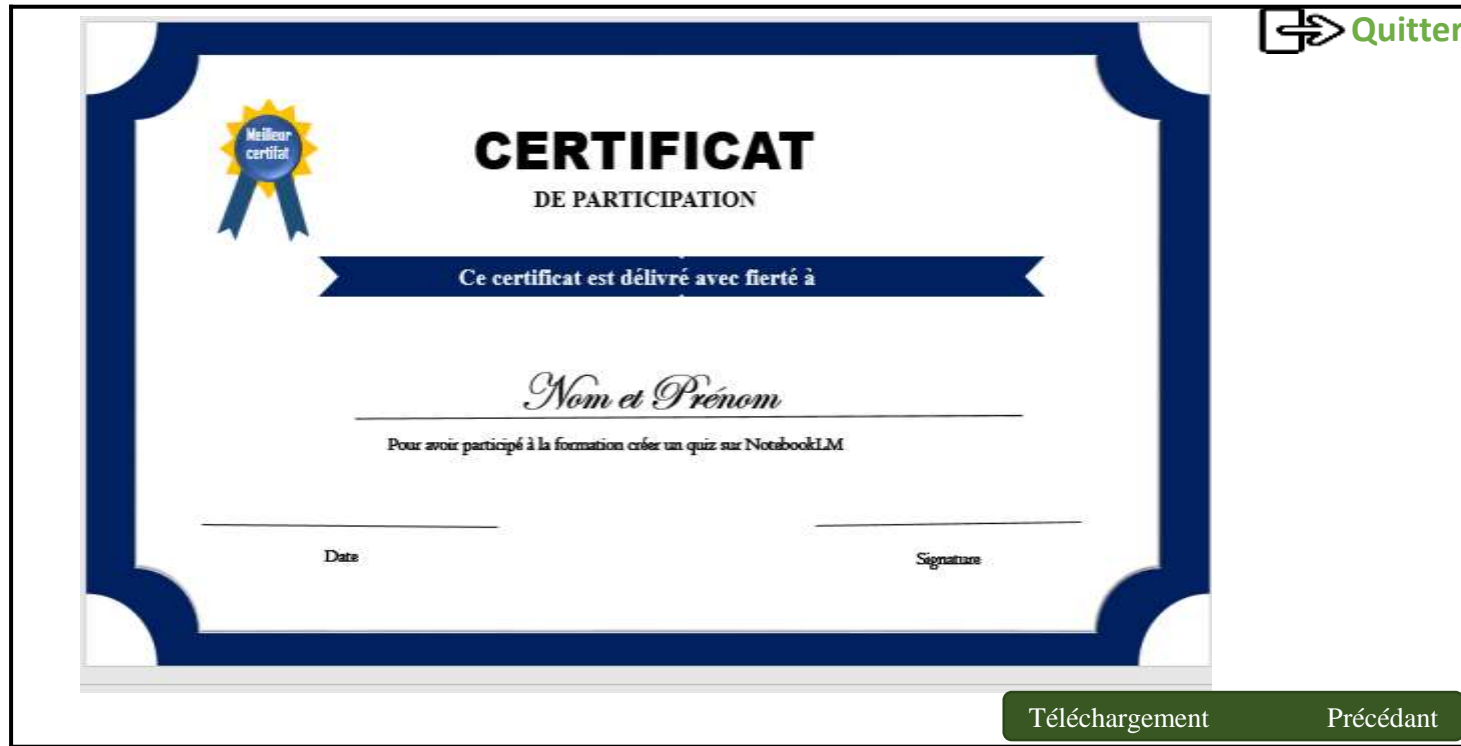 Quitter
Meilleur
certifat
CERTIFICAT
DE PARTICIPATION
Ce certificat est délivré avec fierté à
Nom et Prénom
Pour avoir participé à la formation créer un quiz sur NotebookLM
Date
Signature
Téléchargement Précédant